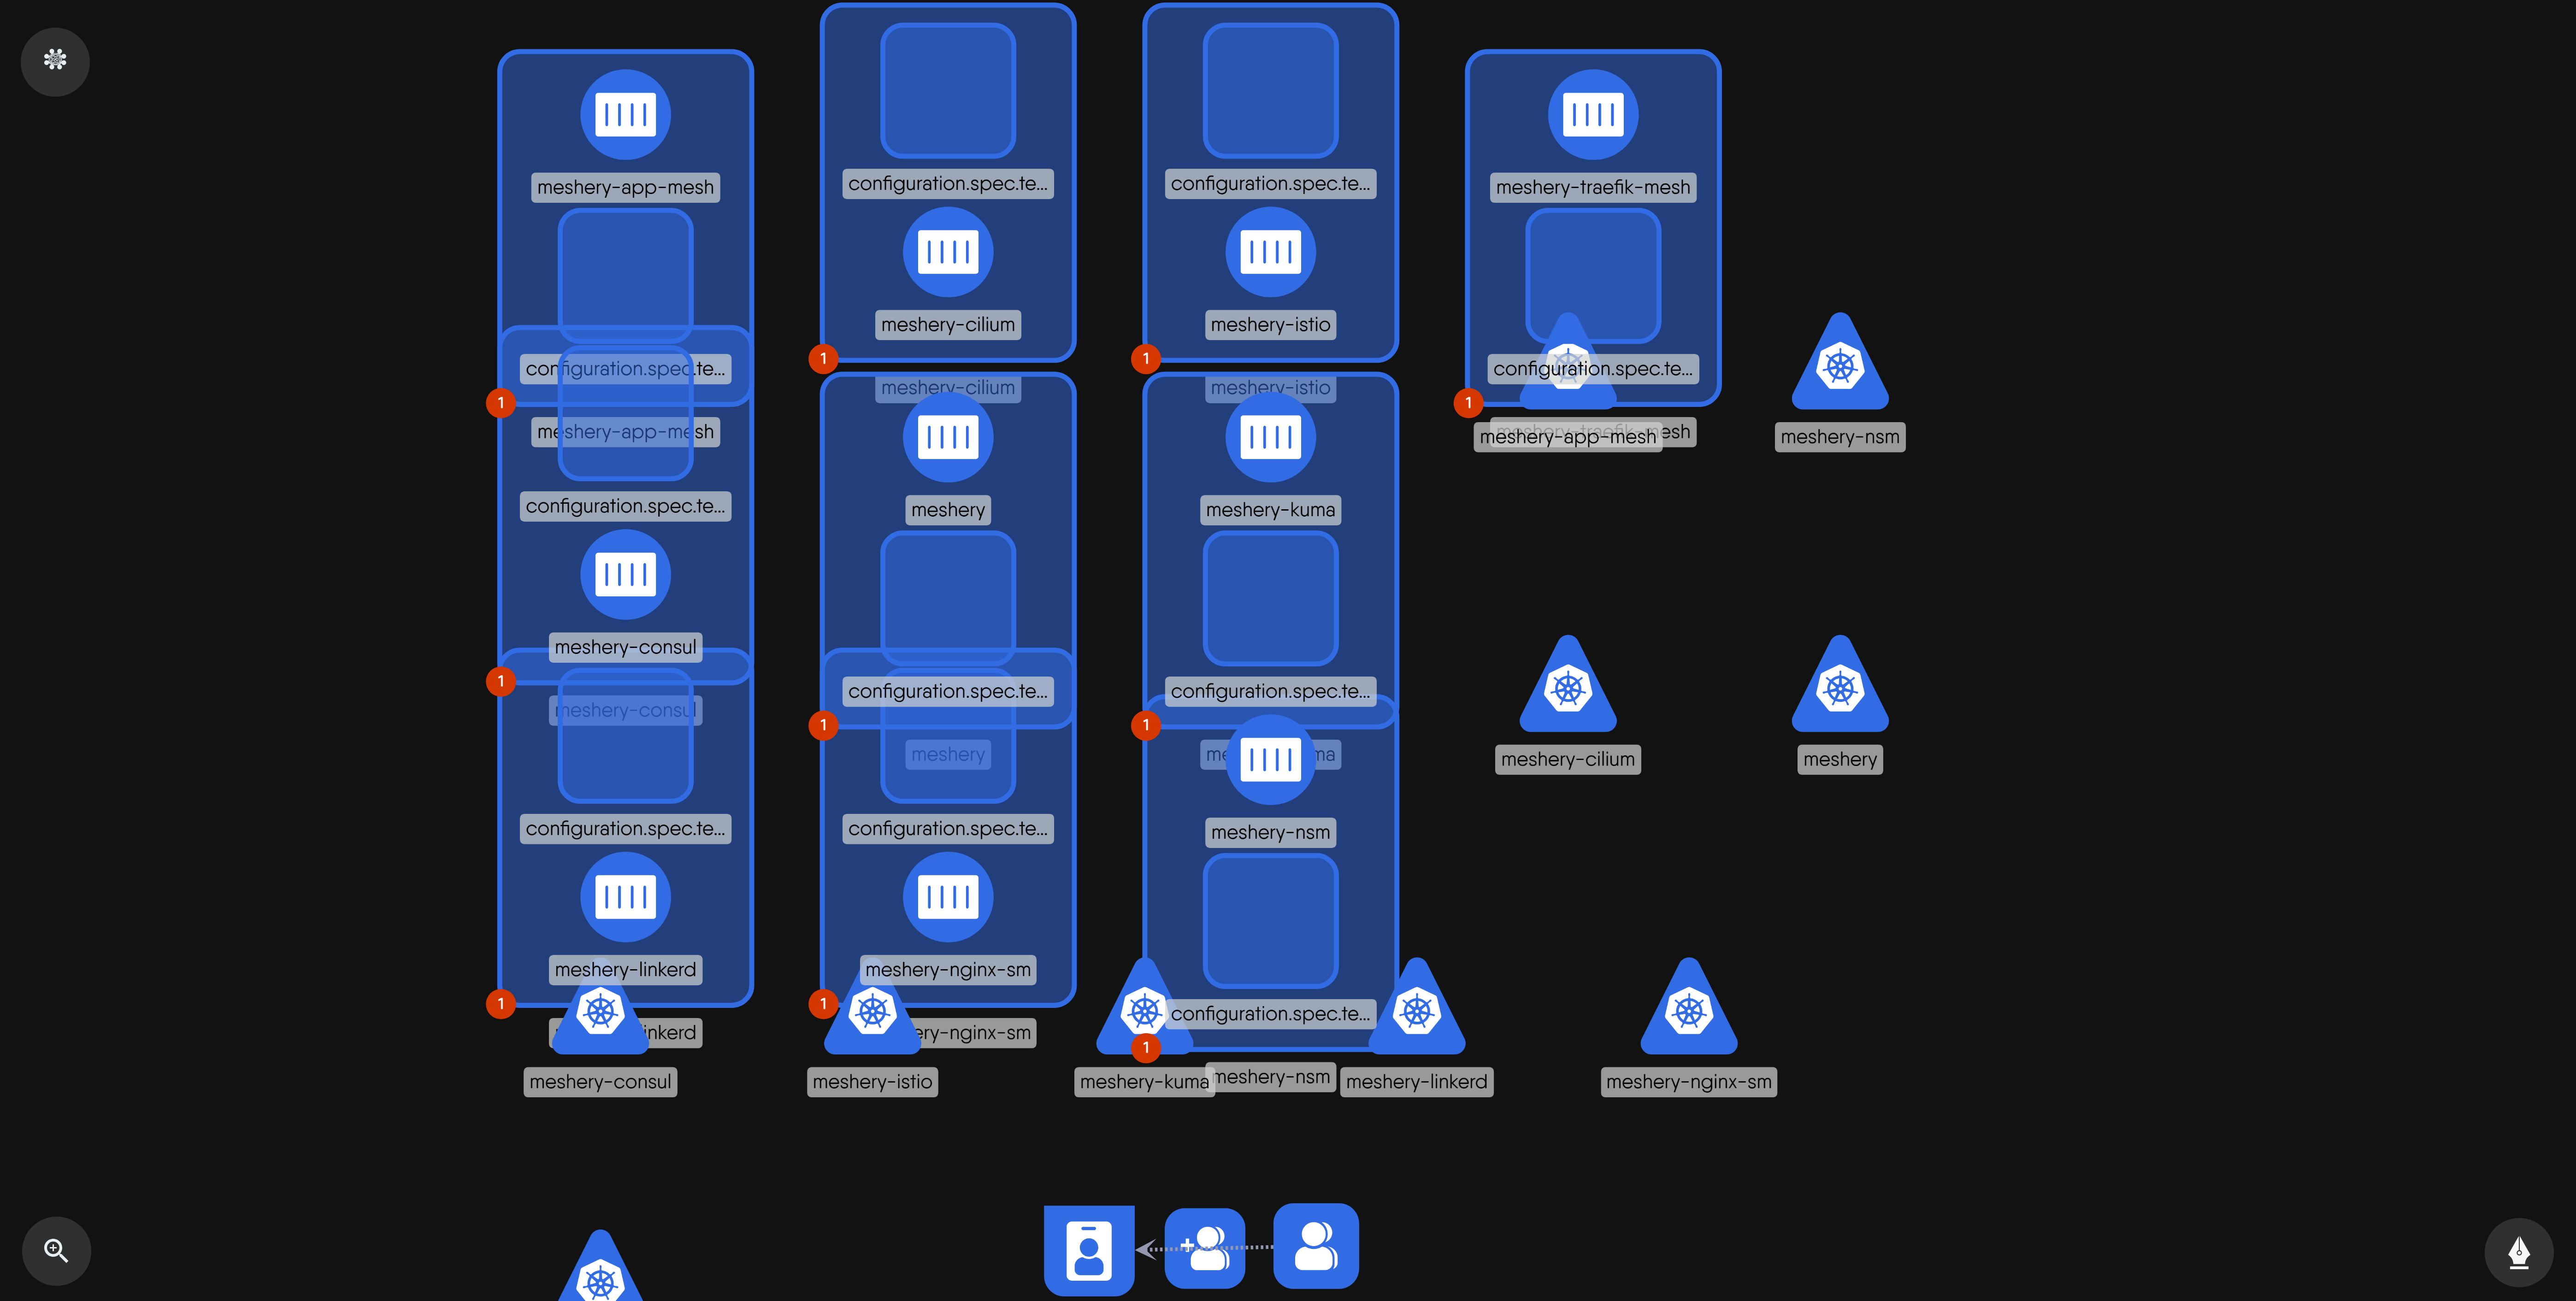 configuration.spec.te...
configuration.spec.te...
meshery-app-mesh
meshery-traefik-mesh
meshery-cilium
meshery-istio
1
1
configuration.spec.te...
configuration.spec.te...
meshery-cilium
meshery-istio
1
1
meshery-app-mesh
meshery-app-mesh
mesh
meshery-nsm
configuration.spec.te...
meshery
meshery-kuma
meshery-consul
1
configuration.spec.te...
configuration.spec.te...
meshery-consul
1
1
meshery
me
ma
meshery-cilium
meshery
configuration.spec.te...
configuration.spec.te...
meshery-nsm
meshery-linkerd
meshery-nginx-sm
1
1
configuration.spec.te...
inkerd
ery-nginx-sm
1
meshery-consul
meshery-istio
meshery-kuma
meshery-nsm
meshery-linkerd
meshery-nginx-sm